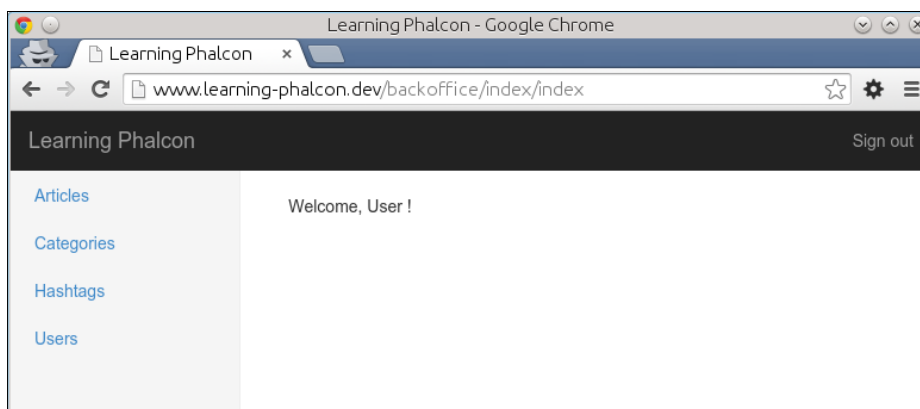 Learning Phalcon - Google Chrome
Learning Phalcon
www.learning-phalcon.dev/backoffice/index/index
Learning Phalcon
Sign out
Articles
Categories
Hashtags
Users
Welcome, User !